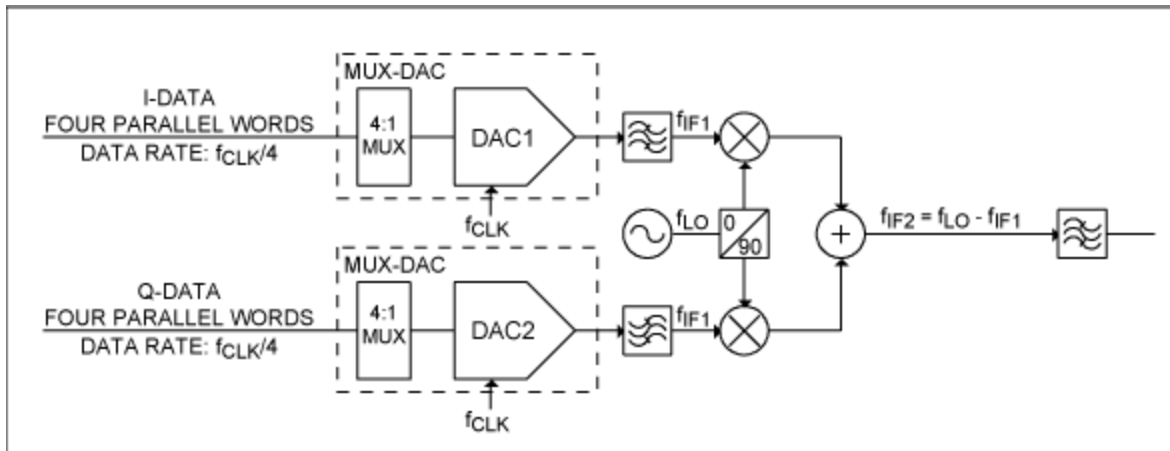 MUX-DAC
I-DATA
FOUR PARALLEL WORDS
DATA RATE: fCLK/4
4:1
MUX
DAC1
fCLK
fIF1
fLO
0
90
+
fIF2 = fLO - fIF1
MUX-DAC
Q-DATA
FOUR PARALLEL WORDS
DATA RATE: fCLK/4
4:1
MUX
DAC2
fCLK
fIF1